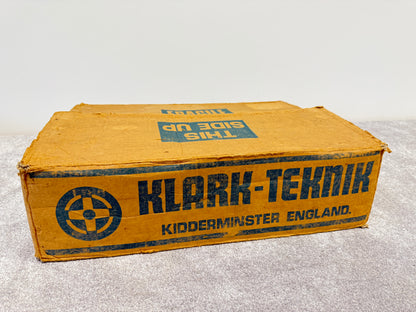 THIS
SIDE UP
KLARK-TEKNIK
KIDDERMINSTER ENGLAND.